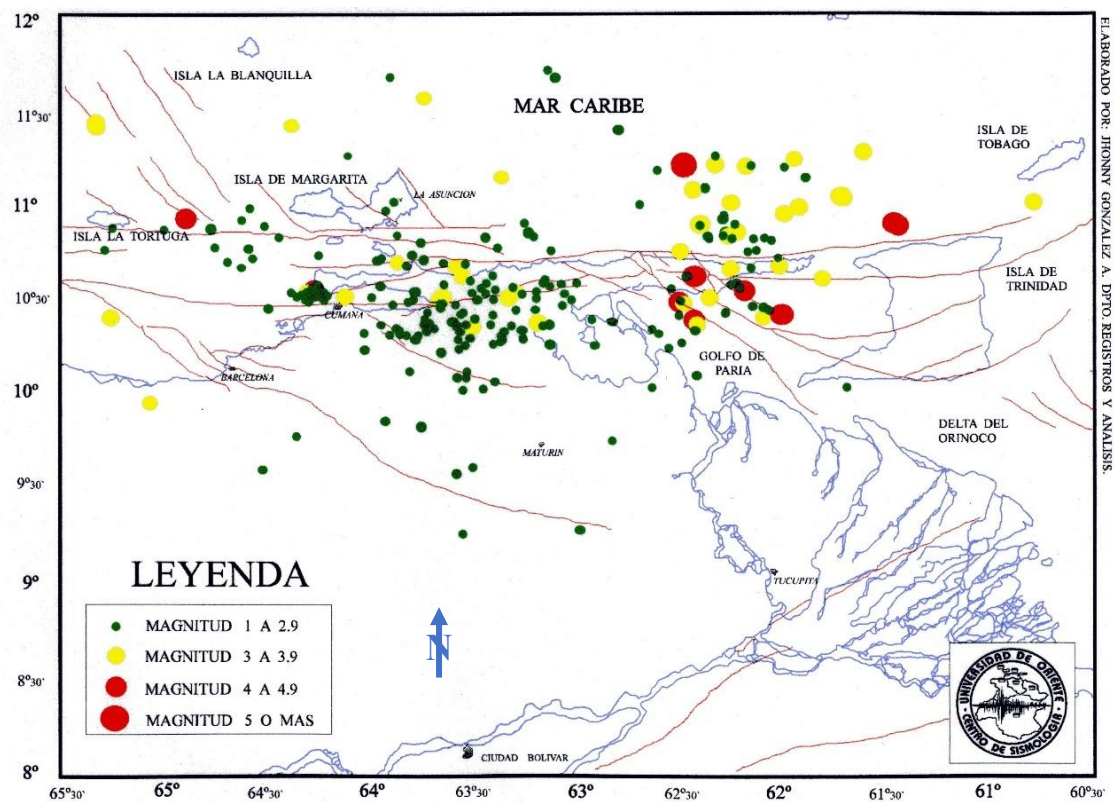 12°
11°30'
11°
10°30'
10°
9°30'
9°
8°30'
8°
ISLA LA BLANQUILLA
MAR CARIBE
ISLA DE
TOBAGO
ISLA DE MARGARITA
LA ASUNCION
ISLA LA TORTUGA
ISLA DE
TRINIDAD
CUMANA
GOLFO DE
PARIA
BARCELONA
DELTA DEL
ORINOCO
MATURIN
TUCUPITA
CIUDAD BOLIVAR
LEYENDA
MAGNITUD 1 A 2.9
MAGNITUD 3 A 3.9
MAGNITUD 4 A 4.9
MAGNITUD 5 O MAS
N
UNIVERSIDAD DE ORIENTE
CENTRO DE SISMOLOGIA
65°30'
65°
64°30'
64°
63°30'
63°
62°30'
62°
61°30'
61°
60°30'
ELABORADO POR: JHONNY GONZALEZ A. DPTO. REGISTROS Y ANALISIS.